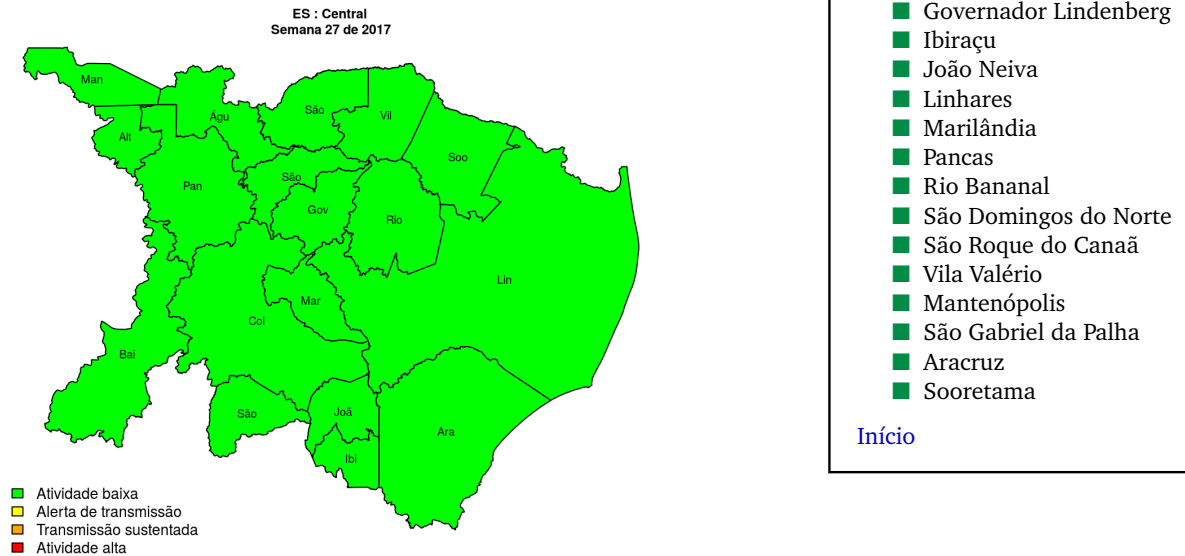 ES : Central
Semana 27 de 2017
Man
Águ
São
Vil
Alt
Soo
Pan
São
Gov
Rio
Lin
Mar
Col
Bai
São
Joã
Ara
Ibi
Atividade baixa
Alerta de transmissão
Transmissão sustentada
Atividade alta
Governador Lindenberg
Ibiraçu
João Neiva
Linhares
Marilândia
Pancas
Rio Bananal
São Domingos do Norte
São Roque do Canaã
Vila Valério
Mantenópolis
São Gabriel da Palha
Aracruz
Sooretama
Início